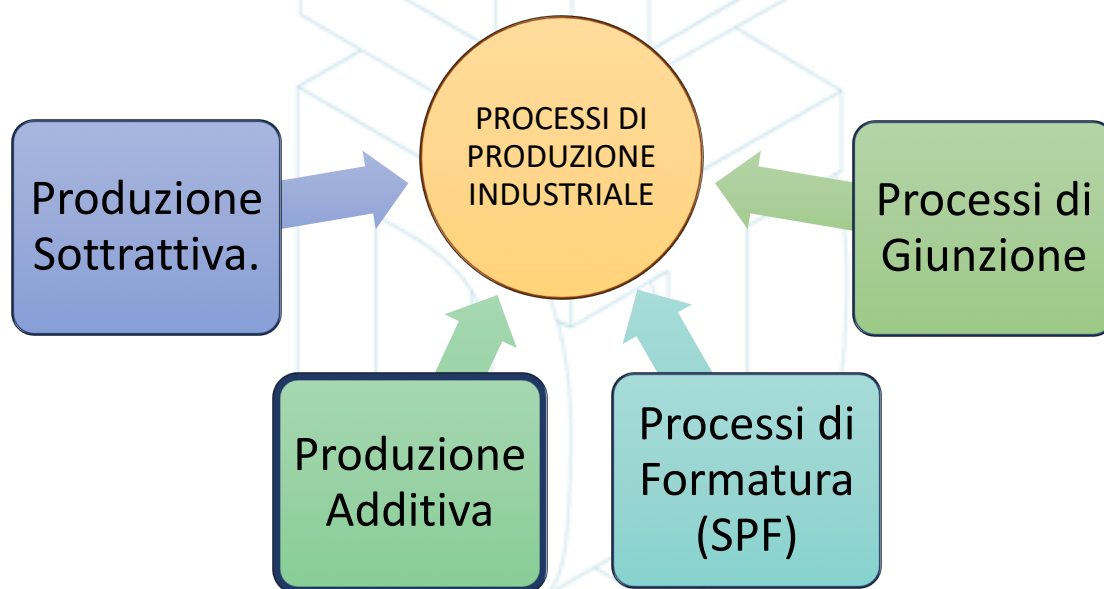 PROCESSI DI
PRODUZIONE
INDUSTRIALE
Produzione
Sottrattiva.
Processi di
Giunzione
Produzione
Additiva
Processi di
Formatura
(SPF)